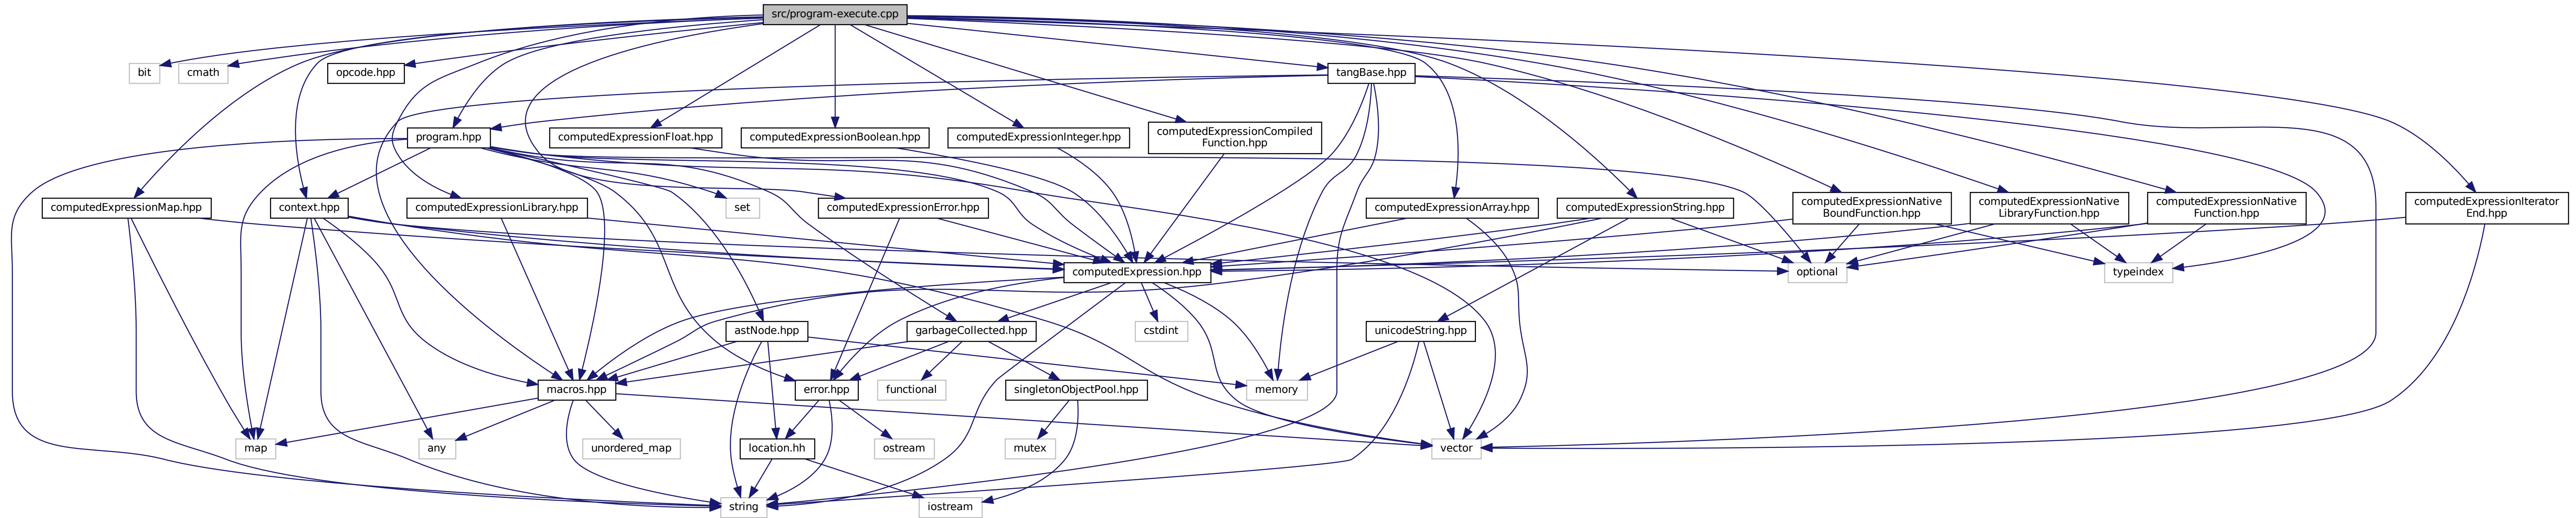 src/program-execute.cpp
bit
cmath
opcode.hpp
tangBase.hpp
program.hpp
computedExpressionFloat.hpp
computedExpressionBoolean.hpp
computedExpressionInteger.hpp
computedExpressionCompiled
Function.hpp
computedExpressionMap.hpp
context.hpp
computedExpressionLibrary.hpp
set
computedExpressionError.hpp
computedExpressionArray.hpp
computedExpressionString.hpp
computedExpressionNative
BoundFunction.hpp
computedExpressionNative
LibraryFunction.hpp
computedExpressionNative
Function.hpp
computedExpressionIterator
End.hpp
computedExpression.hpp
optional
typeindex
astNode.hpp
garbageCollected.hpp
cstdint
unicodeString.hpp
macros.hpp
error.hpp
functional
singletonObjectPool.hpp
memory
map
any
unordered_map
location.hh
ostream
mutex
vector
string
iostream